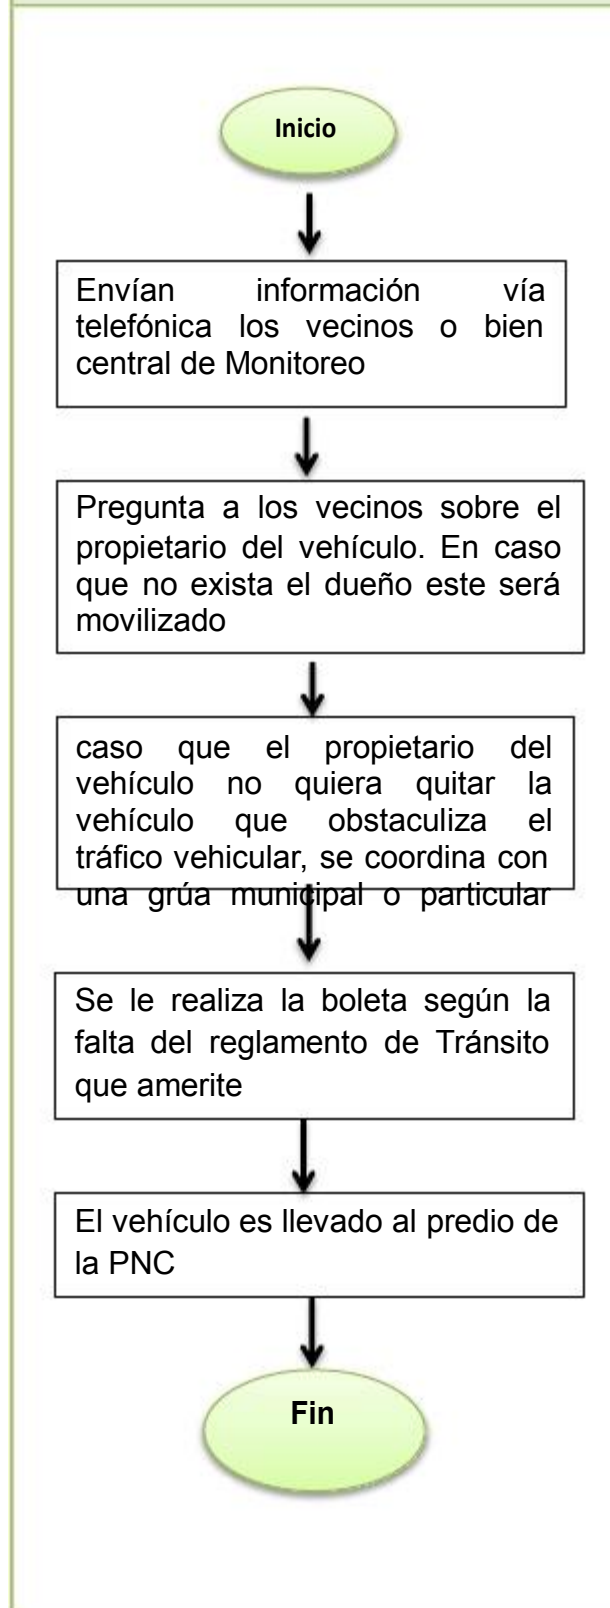 Inicio
Envían información vía
telefónica los vecinos o bien
central de Monitoreo
Pregunta a los vecinos sobre el
propietario del vehículo. En caso
que no exista el dueño este será
movilizado
caso que el propietario del
vehículo no quiera quitar la
vehículo que obstaculiza el
tráfico vehicular, se coordina con
una grúa municipal o particular
Se le realiza la boleta según la
falta del reglamento de Tránsito
que amerite
El vehículo es llevado al predio de
la PNC
Fin